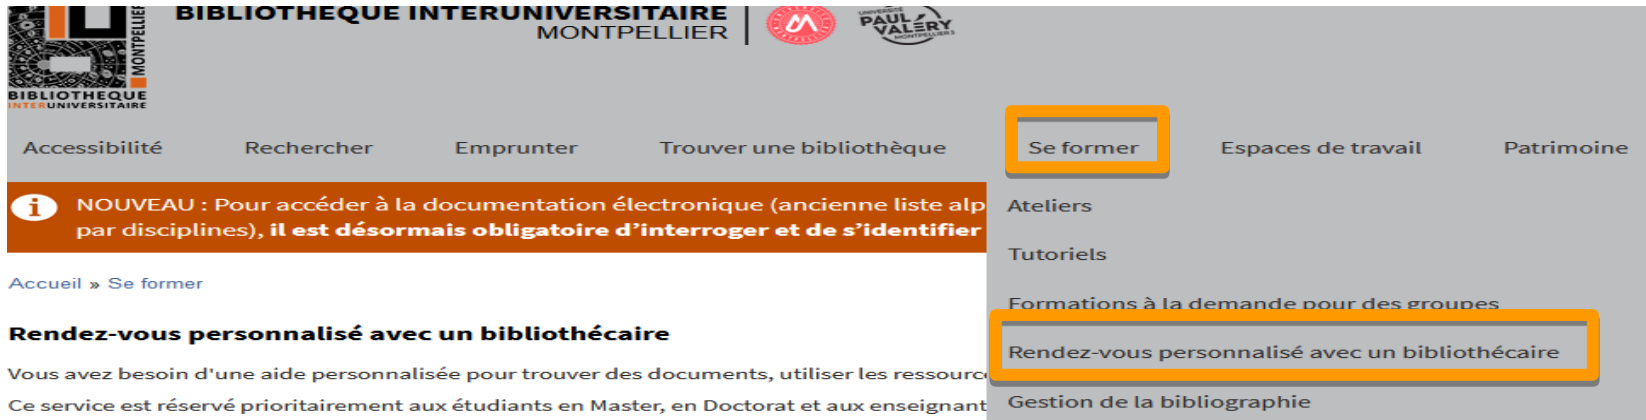 BIBLIOTHEQUE INTERUNIVERSITAIRE
MONTPELLIER
MONTPELLIER
BIBLIOTHEQUE
INTERUNIVERSITAIRE
UNIVERSITÉ
PAUL
VALÉRY
MONTPELLIER 3
Accessibilité Rechercher Emprunter Trouver une bibliothèque Se former Espaces de travail Patrimoine
NOUVEAU : Pour accéder à la documentation électronique (ancienne liste alp
par disciplines), il est désormais obligatoire d'interroger et de s'identifier
Accueil » Se former
Rendez-vous personnalisé avec un bibliothécaire
Vous avez besoin d'une aide personnalisée pour trouver des documents, utiliser les ressource
Ce service est réservé prioritairement aux étudiants en Master, en Doctorat et aux enseignant
Ateliers
Tutoriels
Formations à la demande pour des groupes
Rendez-vous personnalisé avec un bibliothécaire
Gestion de la bibliographie